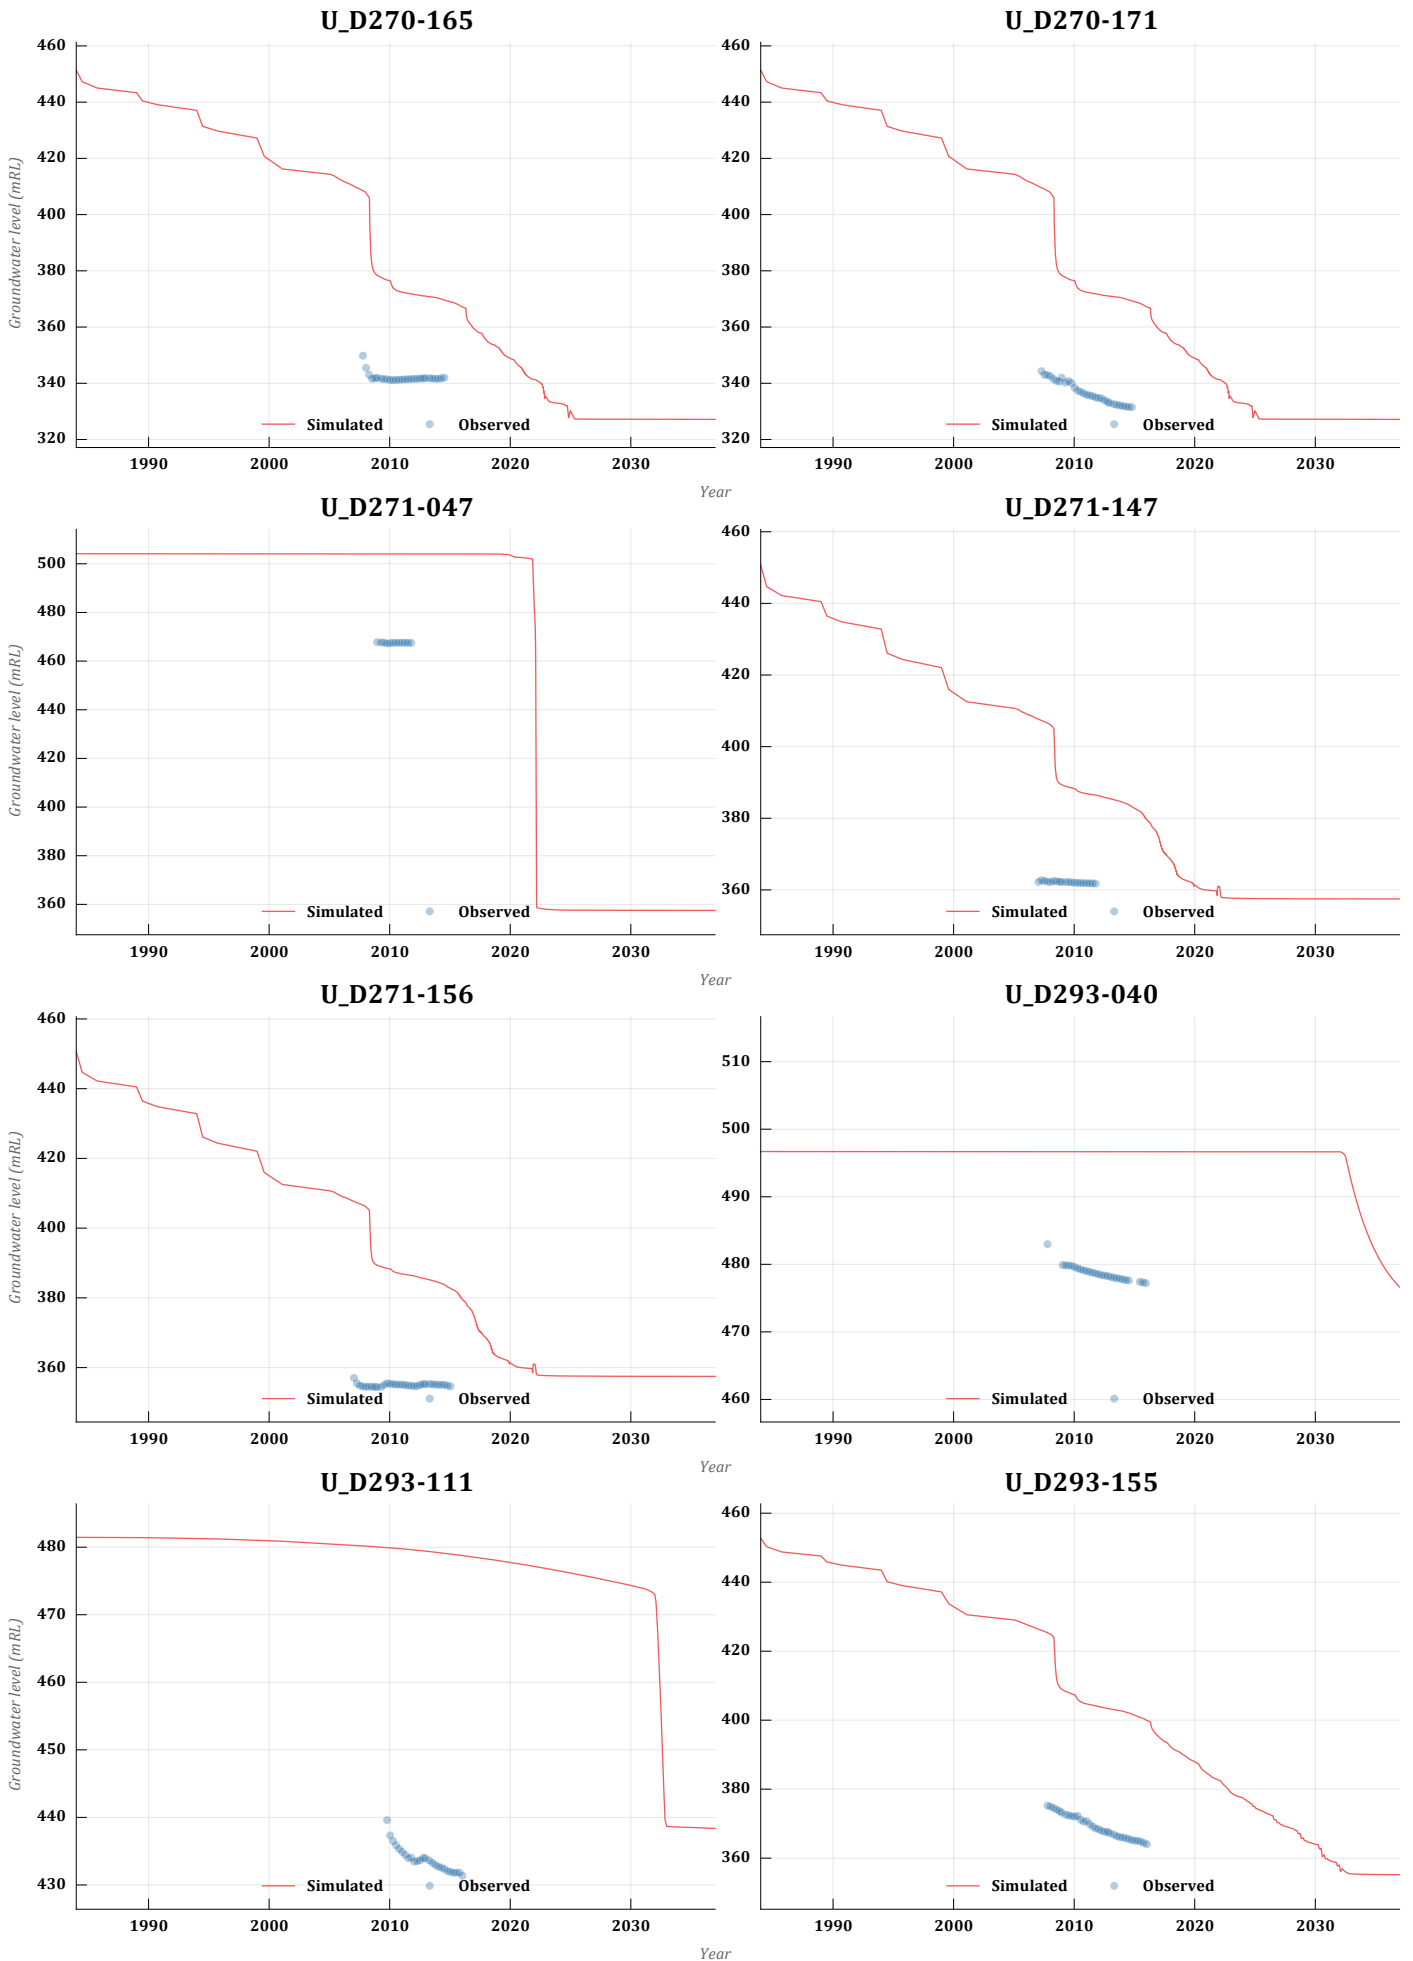 U_D270-165
U_D270-171
Groundwater level (mRL)
460
440
420
400
380
360
340
320
Simulated
Observed
1990
2000
2010
2020
2030
460
440
420
400
380
360
340
320
Simulated
Observed
1990
2000
2010
2020
2030
Year
U_D271-047
U_D271-147
Groundwater level (mRL)
500
480
460
440
420
400
380
360
Simulated
Observed
1990
2000
2010
2020
2030
460
440
420
400
380
360
Simulated
Observed
1990
2000
2010
2020
2030
Year
U_D271-156
U_D293-040
Groundwater level (mRL)
460
440
420
400
380
360
Simulated
Observed
1990
2000
2010
2020
2030
510
500
490
480
470
460
Simulated
Observed
1990
2000
2010
2020
2030
Year
U_D293-111
U_D293-155
Groundwater level (mRL)
480
470
460
450
440
430
Simulated
Observed
1990
2000
2010
2020
2030
460
440
420
400
380
360
Simulated
Observed
1990
2000
2010
2020
2030
Year